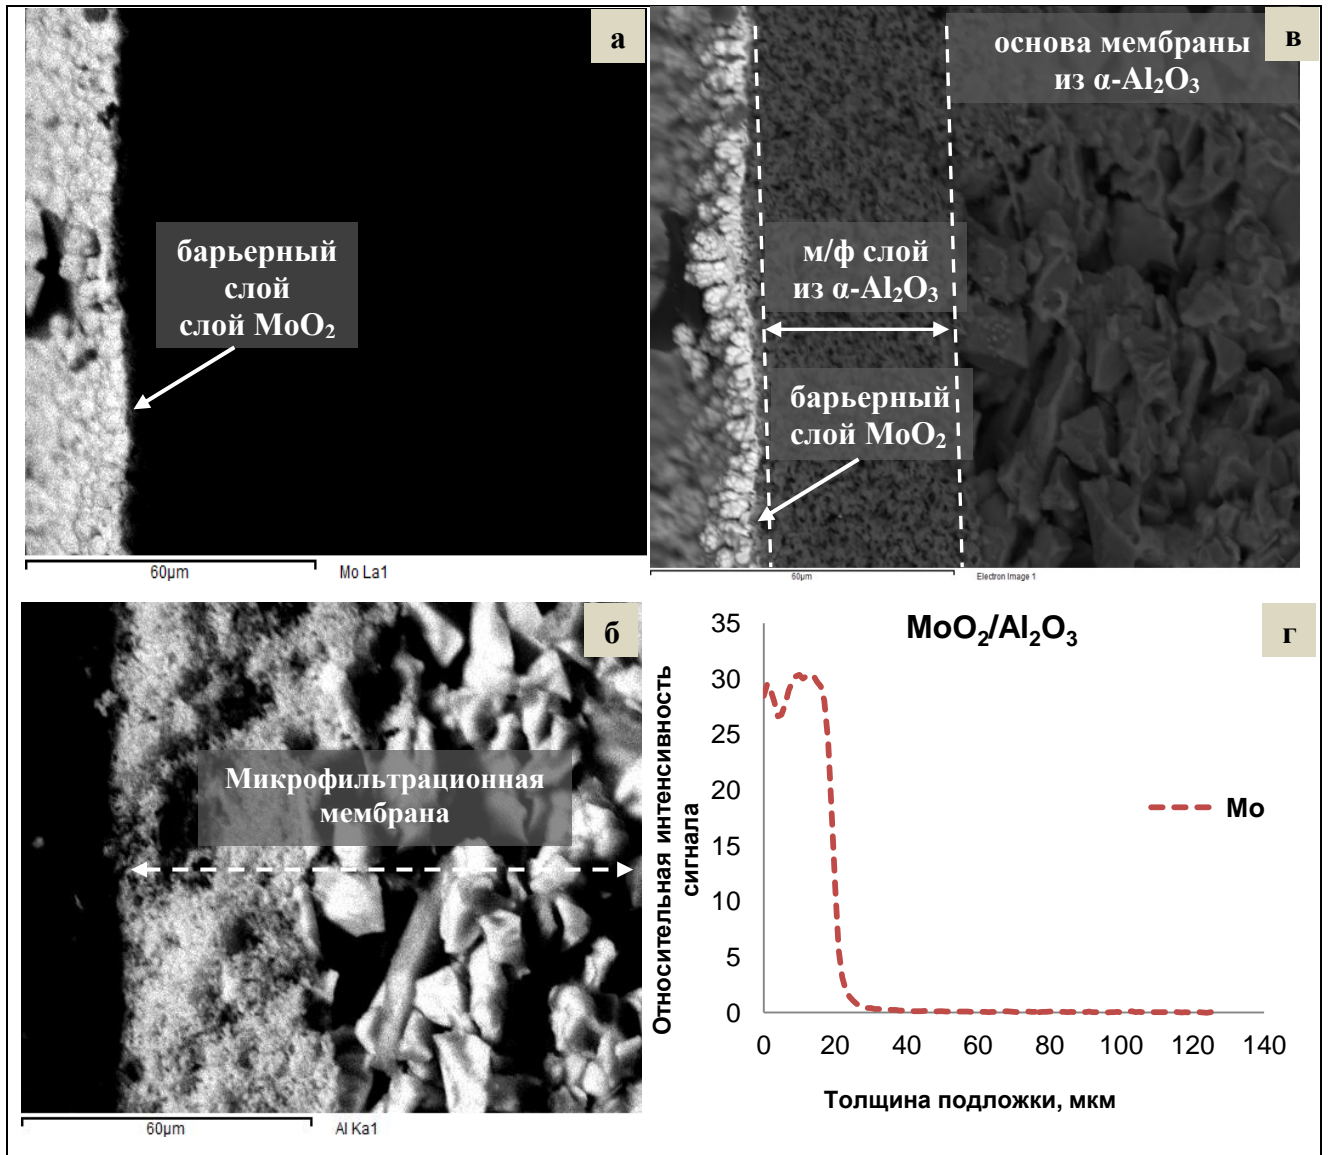 а
барьерный
слой
слой MoO₂
60µm
Mo La1
в
основа мембраны
из α-Al₂O₃
м/ф слой
из α-Al₂O₃
барьерный
слой MoO₂
60µm
Electron Image 1
б
Микрофильтрационная
мембрана
60µm
Al Ka1
г
MoO₂/Al₂O₃
Относительная интенсивность
сигнала
35
30
25
20
15
10
5
0
Mo
0 20 40 60 80 100 120 140
Толщина подложки, мкм